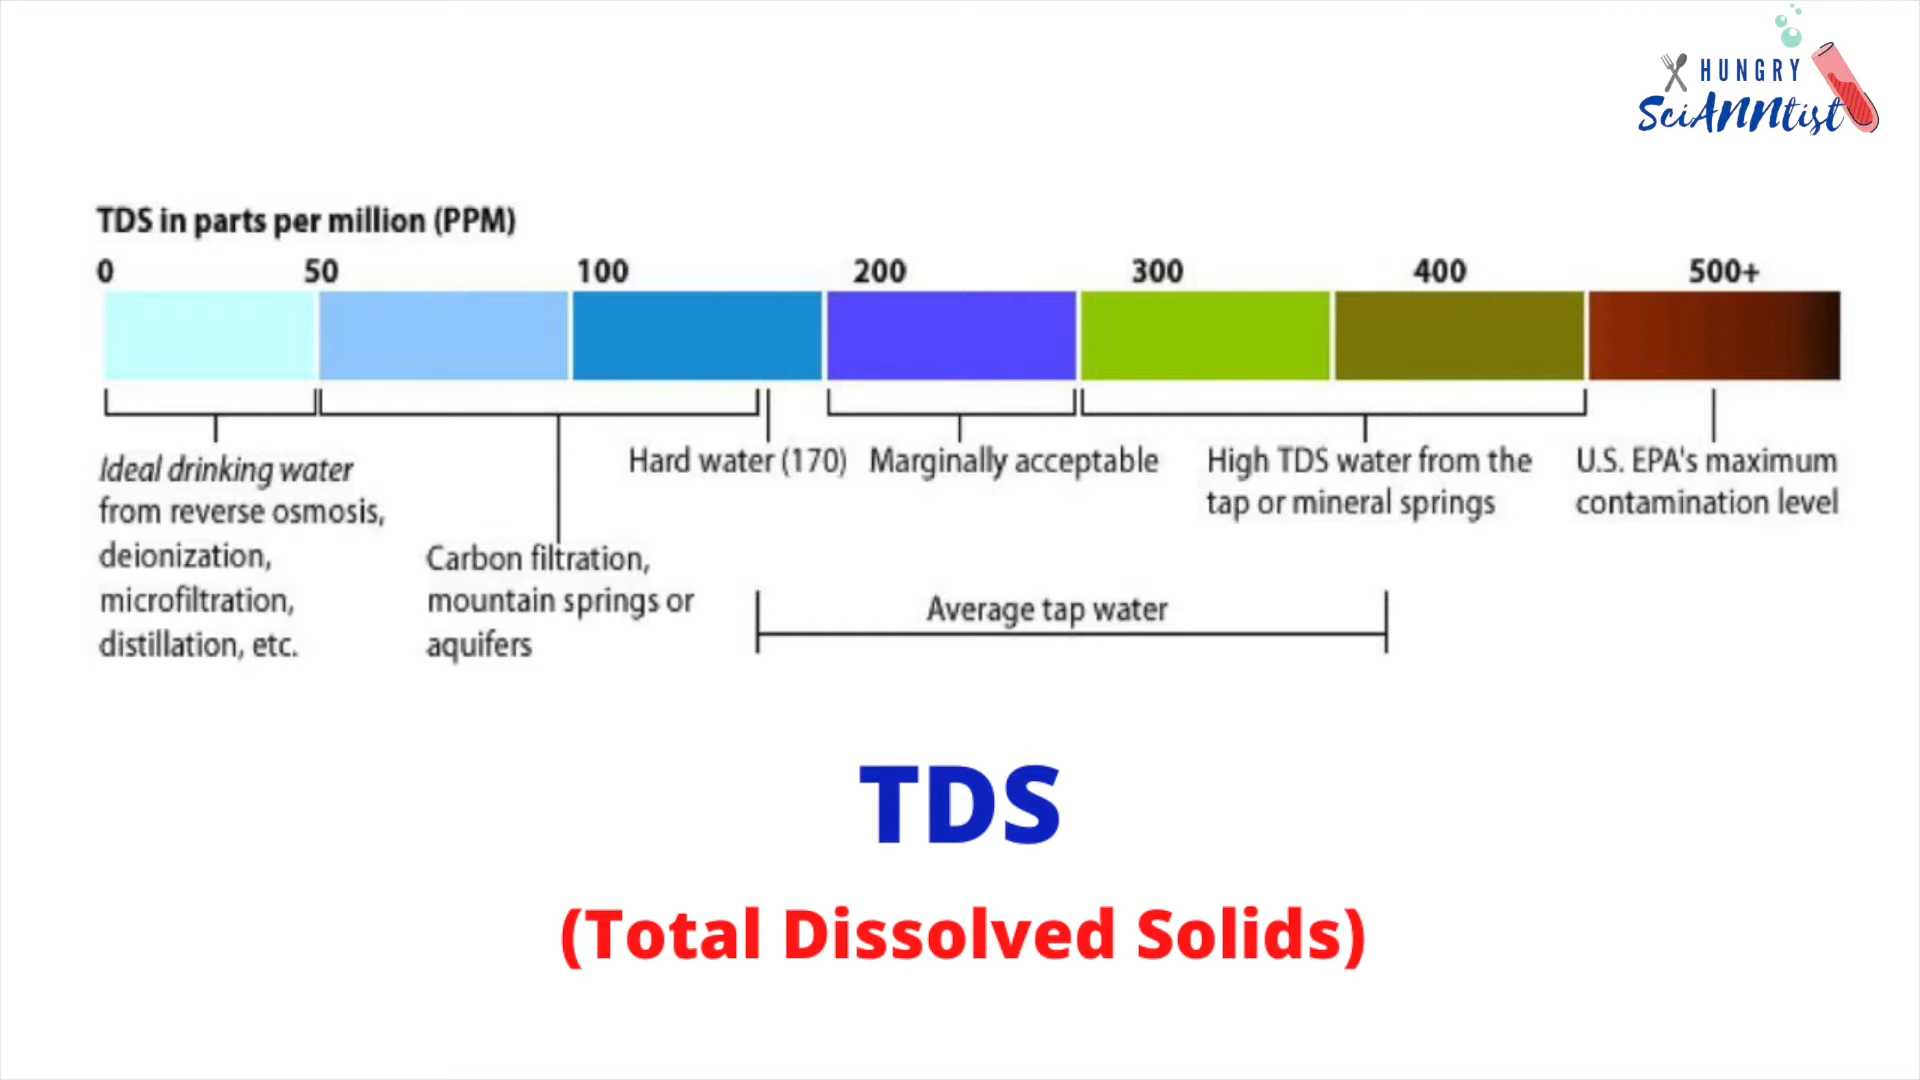 HUNGRY
SciANNtist
TDS in parts per million (PPM)
0 50 100 200 300 400 500+
Ideal drinking water
from reverse osmosis,
deionization,
microfiltration,
distillation, etc.
Carbon filtration,
mountain springs or
aquifers
Hard water (170)
Marginally acceptable
High TDS water from the
tap or mineral springs
U.S. EPA's maximum
contamination level
Average tap water
TDS
(Total Dissolved Solids)